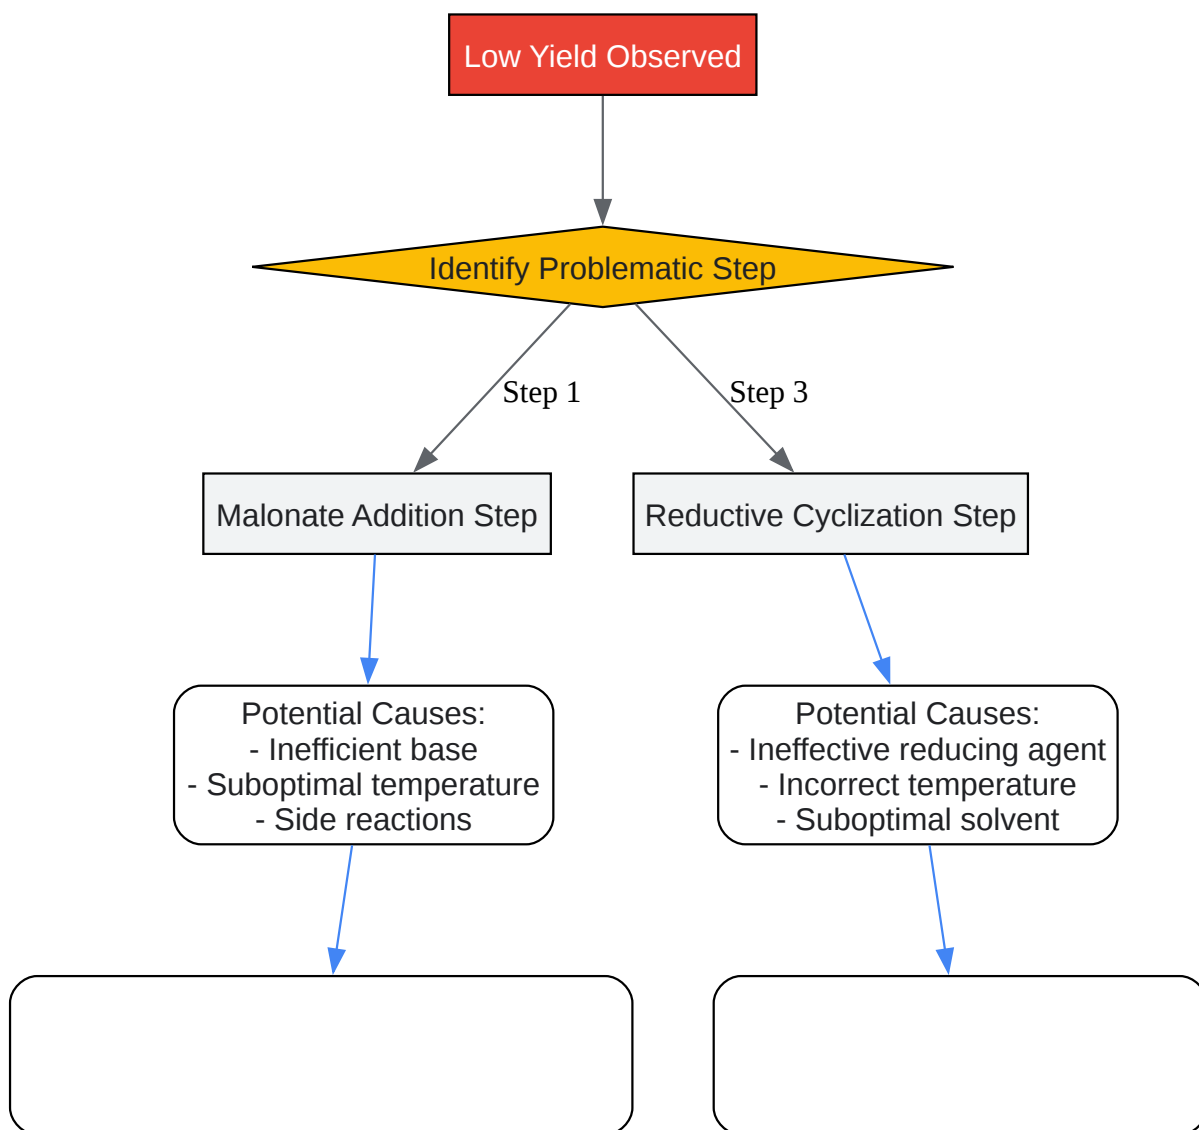 Low Yield Observed
Identify Problematic Step
Step 1
Step 3
Malonate Addition Step
Reductive Cyclization Step
Potential Causes:
- Inefficient base
- Suboptimal temperature
- Side reactions
Potential Causes:
- Ineffective reducing agent
- Incorrect temperature
- Suboptimal solvent